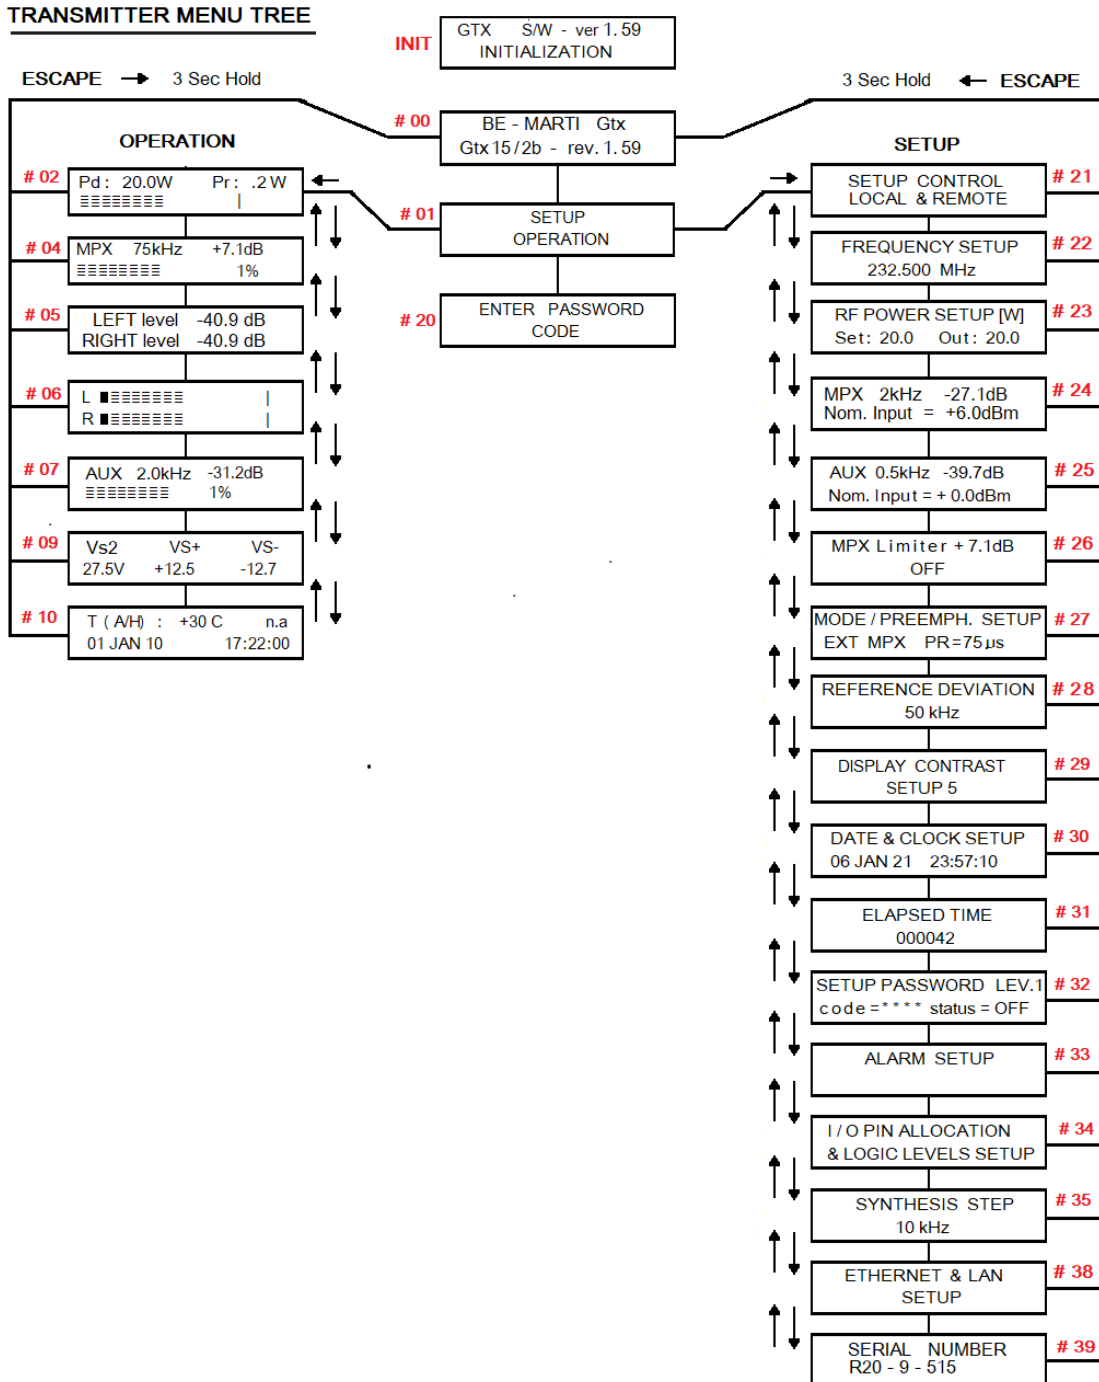 TRANSMITTER MENU TREE
INIT
GTX S/W - ver 1.59
INITIALIZATION
ESCAPE 3 Sec Hold
3 Sec Hold ESCAPE
# 00
BE - MARTI Gtx
Gtx15/2b - rev.1.59
# 01
SETUP
OPERATION
# 20
ENTER PASSWORD
CODE
OPERATION
# 02
Pd: 20.0W Pr: .2 W
# 04
MPX 75kHz +7.1dB
1%
# 05
LEFT level -40.9 dB
RIGHT level -40.9 dB
# 06
L
R
# 07
AUX 2.0kHz -31.2dB
1%
# 09
Vs2 VS+ VS-
27.5V +12.5 -12.7
# 10
T ( A/H) : +30 C n.a
01 JAN 10 17:22:00
SETUP
# 21
SETUP CONTROL
LOCAL & REMOTE
# 22
FREQUENCY SETUP
232.500 MHz
# 23
RF POWER SETUP [W]
Set: 20.0 Out: 20.0
# 24
MPX 2kHz -27.1dB
Nom. Input = +6.0dBm
# 25
AUX 0.5kHz -39.7dB
Nom. Input = + 0.0dBm
# 26
MPX Limiter + 7.1dB
OFF
# 27
MODE / PREEMPH. SETUP
EXT MPX PR=75µs
# 28
REFERENCE DEVIATION
50 kHz
# 29
DISPLAY CONTRAST
SETUP 5
# 30
DATE & CLOCK SETUP
06 JAN 21 23:57:10
# 31
ELAPSED TIME
000042
# 32
SETUP PASSWORD LEV.1
code =**** status = OFF
# 33
ALARM SETUP
# 34
I / O PIN ALLOCATION
& LOGIC LEVELS SETUP
# 35
SYNTHESIS STEP
10 kHz
# 38
ETHERNET & LAN
SETUP
# 39
SERIAL NUMBER
R20 - 9 - 515